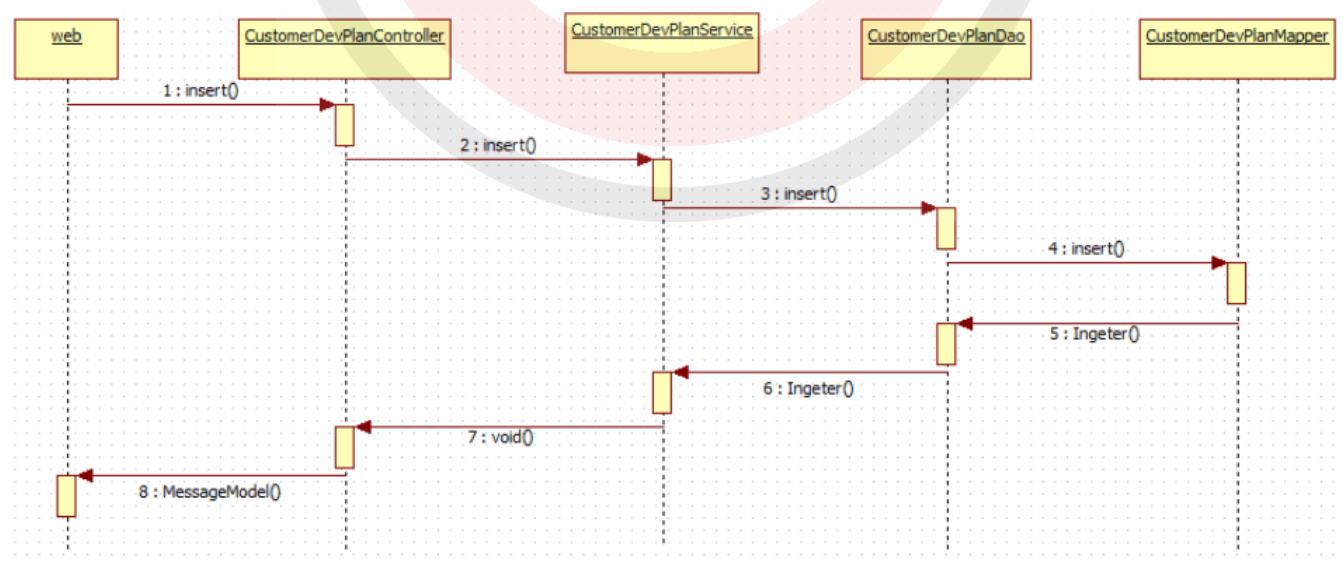 web
CustomerDevPlanController
CustomerDevPlanService
CustomerDevPlanDao
CustomerDevPlanMapper
1 : insert()
2 : insert()
3 : insert()
4 : insert()
5 : Ingeter()
6 : Ingeter()
7 : void()
8 : MessageModel()